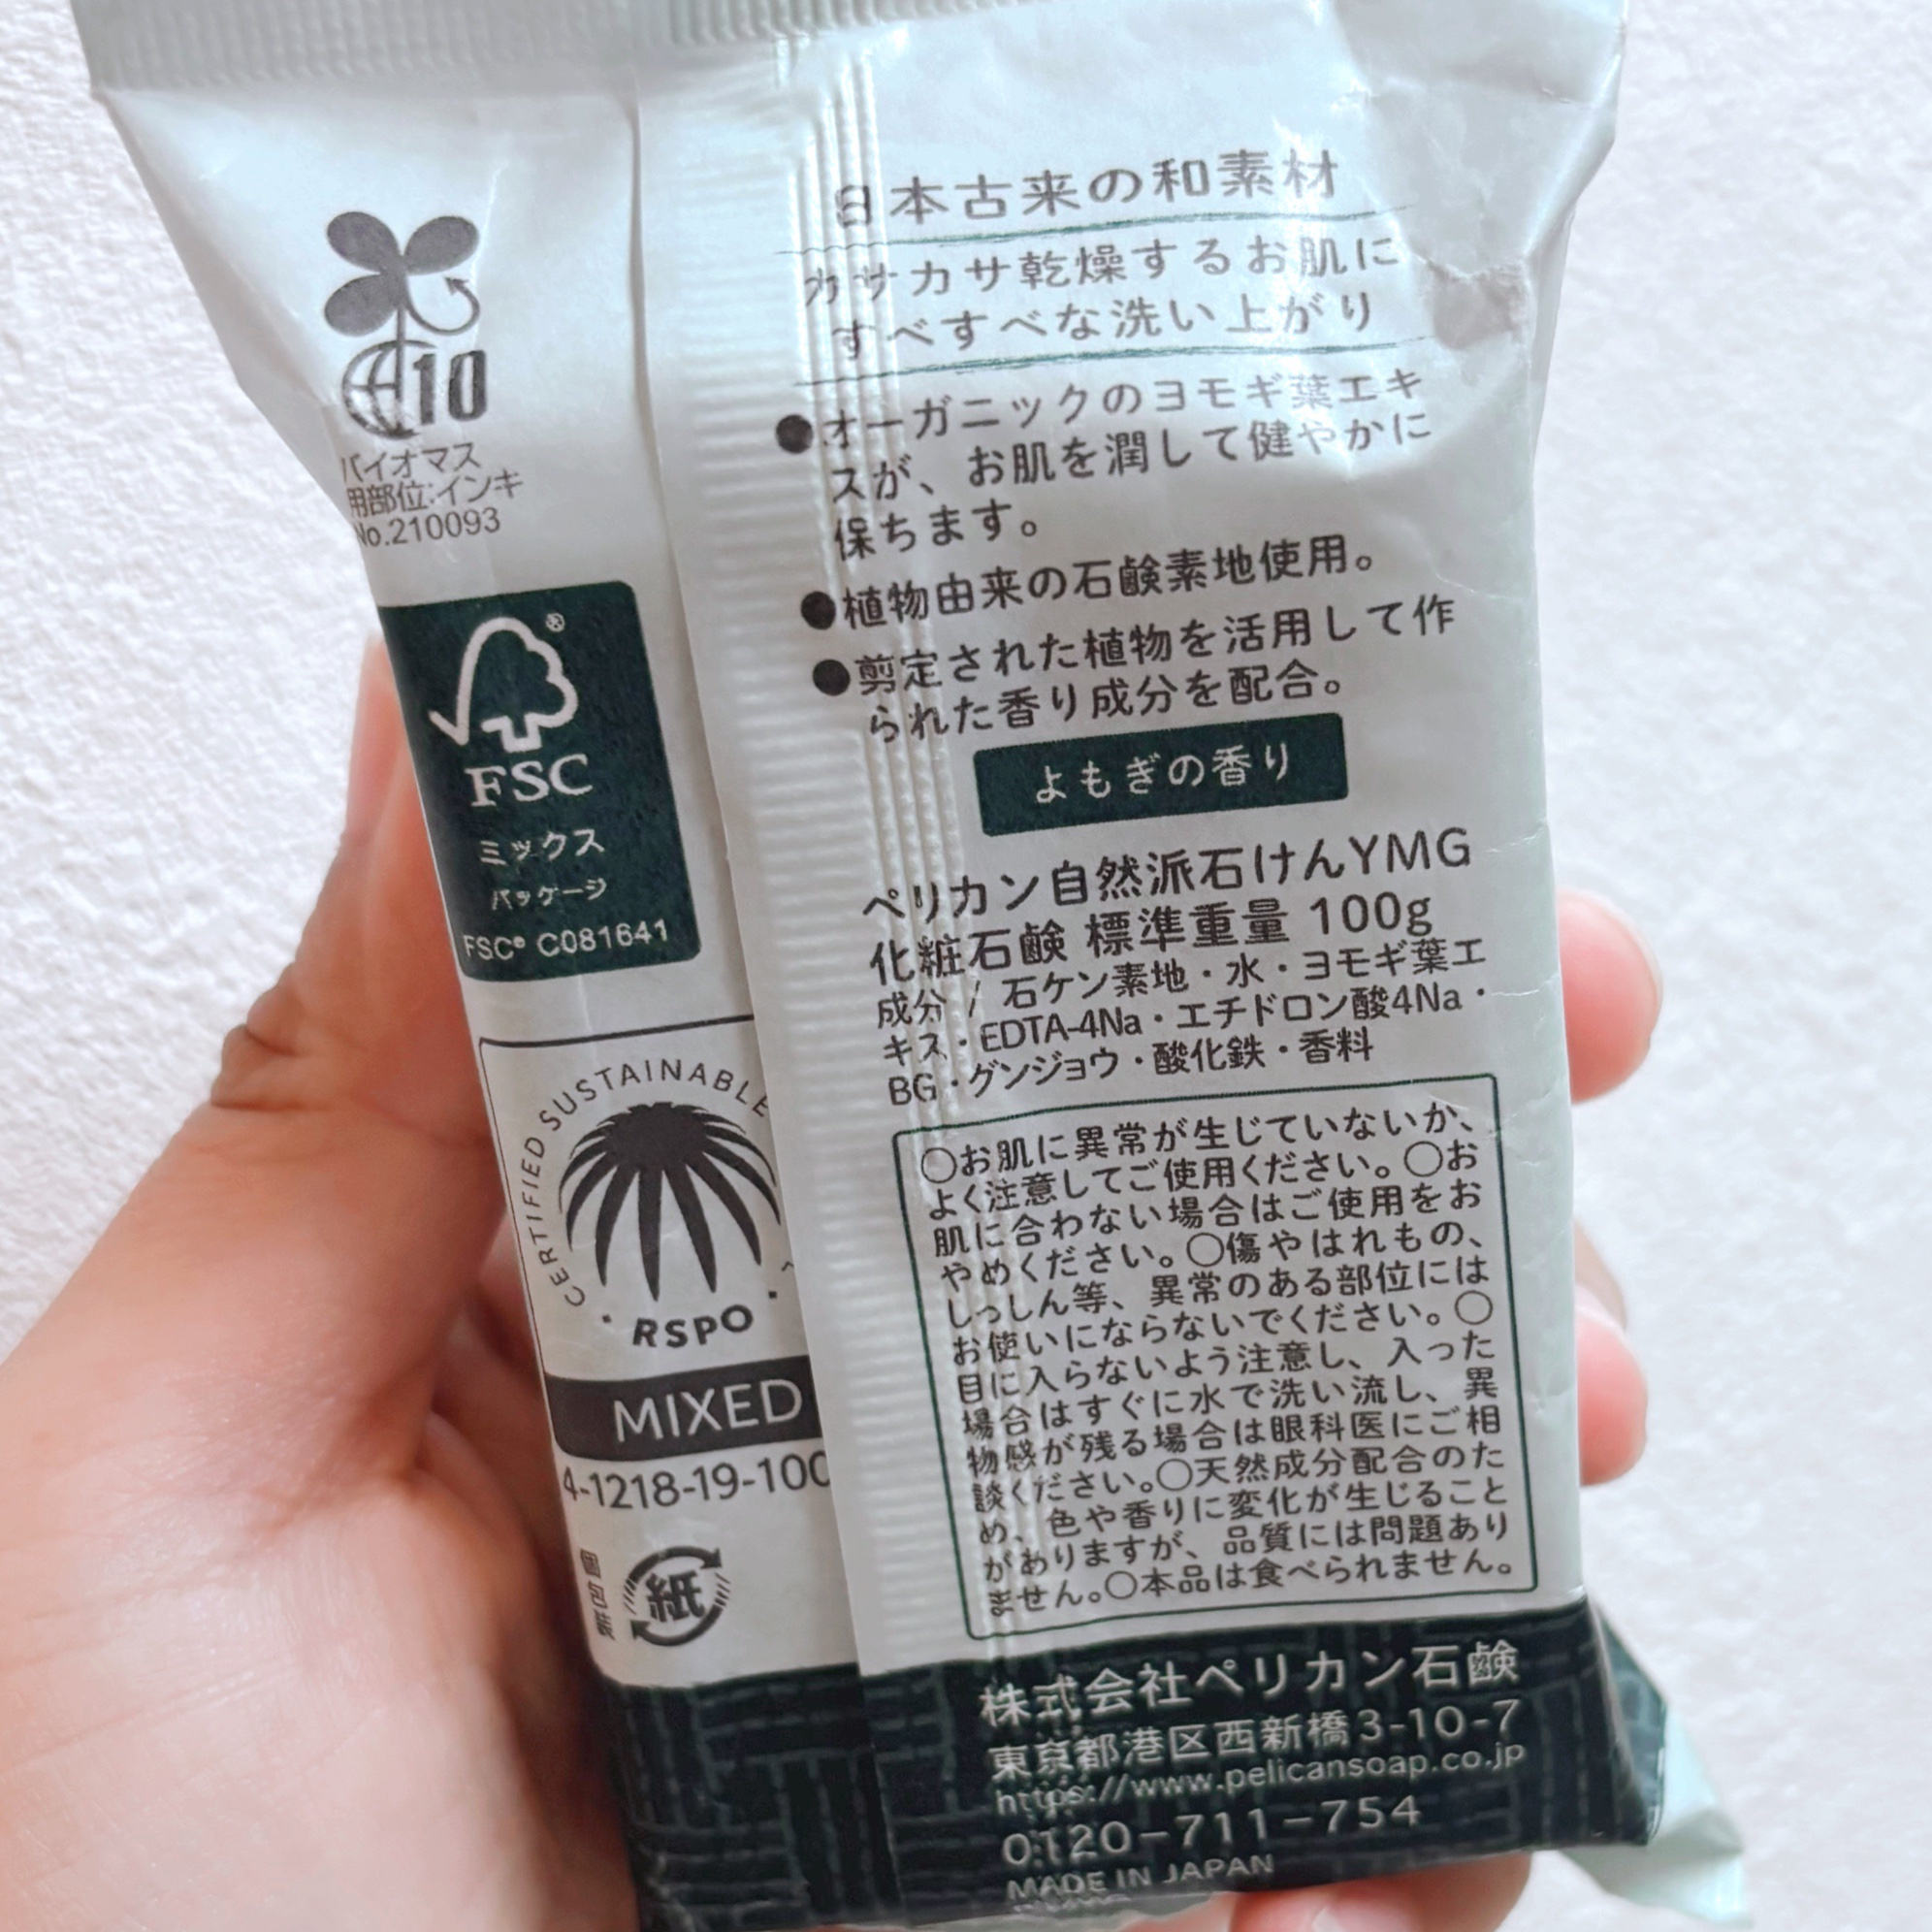 10
バイオマス
用部位:インキ
No.210093
FSC®
ミックス
パッケージ
FSC® C081641
CERTIFIED SUSTAINABLE
RSPO
MIXED
4-1218-19-100
個包装
紙
日本古来の和素材
カサカサ乾燥するお肌に
すべすべな洗い上がり
●オーガニックのヨモギ葉エキ
スが、お肌を潤して健やかに
保ちます。
●植物由来の石鹸素地使用。
●剪定された植物を活用して作
られた香り成分を配合。
よもぎの香り
ペリカン自然派石けんYMG
化粧石鹸 標準重量 100g
成分 / 石ケン素地・水・ヨモギ葉エ
キス・EDTA-4Na・エチドロン酸4Na・
BG・グンジョウ・酸化鉄・香料
○お肌に異常が生じていないか、
よく注意してご使用ください。○お
肌に合わない場合はご使用をお
やめください。○傷やはれもの、
しっしん等、異常のある部位には
お使いにならないでください。○
目に入らないよう注意し、入った
場合はすぐに水で洗い流し、異
物感が残る場合は眼科医にご相
談ください。○天然成分配合のた
め、色や香りに変化が生じること
がありますが、品質には問題あり
ません。○本品は食べられません。
株式会社ペリカン石鹸
東京都港区西新橋3-10-7
https://www.pelicansoap.co.jp
0120-711-754
MADE IN JAPAN